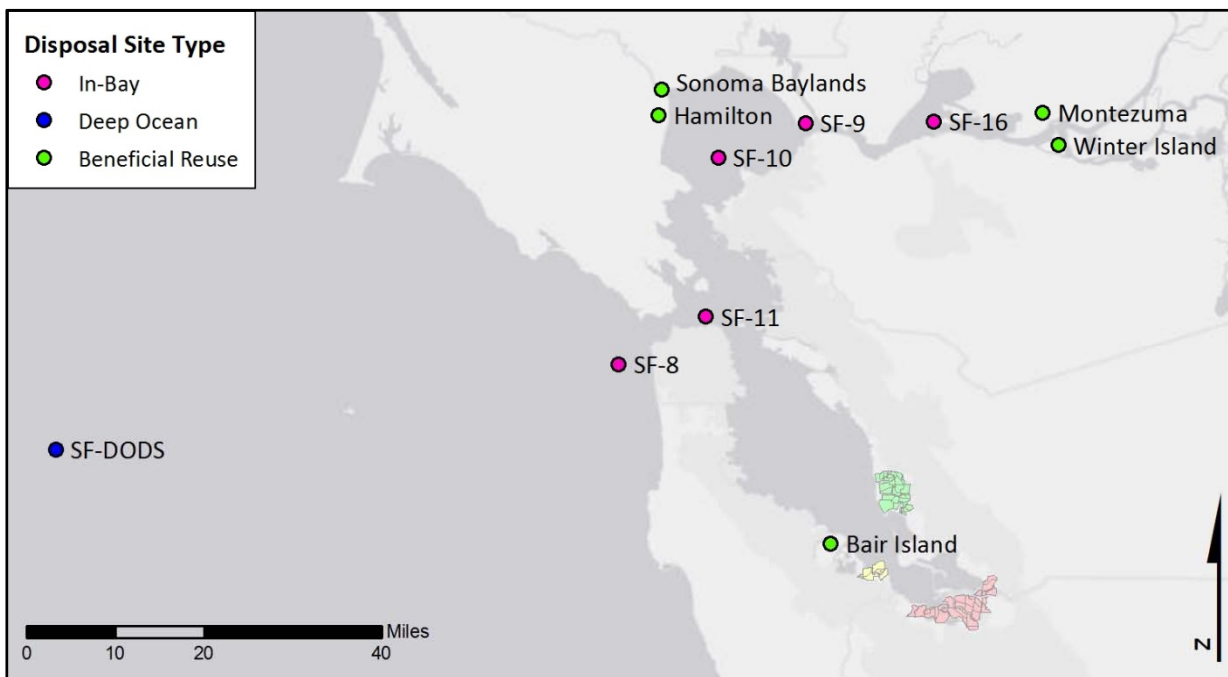 Disposal Site Type
In-Bay
Deep Ocean
Beneficial Reuse
Sonoma Baylands
Hamilton
SF-9
SF-16
Montezuma
Winter Island
SF-10
SF-11
SF-8
SF-DODS
Bair Island
Miles
0 10 20 40
N